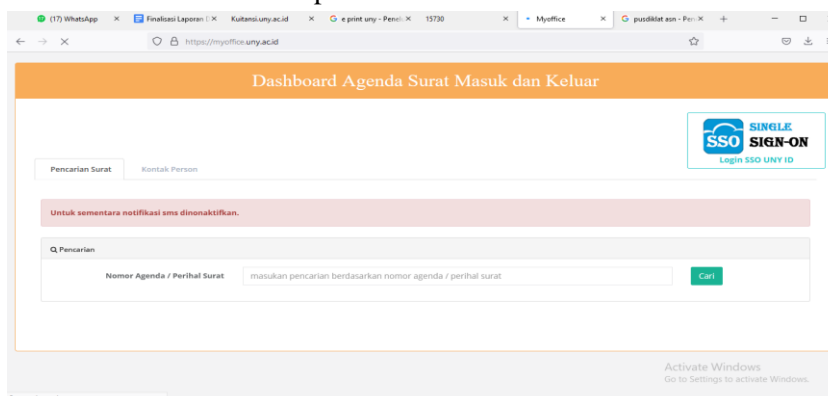 (17) WhatsApp
Finalisasi Laporan
Kuitansi.uny.ac.id
e print uny - Penel
15730
Myoffice
pusdiklat asn - Pen
https://myoffice.uny.ac.id
Dashboard Agenda Surat Masuk dan Keluar
SSO SINGLE SIGN-ON
Login SSO UNY ID
Pencarian Surat
Kontak Person
Untuk sementara notifikasi sms dinonaktifkan.
Pencarian
Nomor Agenda / Perihal Surat
masukan pencarian berdasarkan nomor agenda / perihal surat
Cari
Activate Windows
Go to Settings to activate Windows.